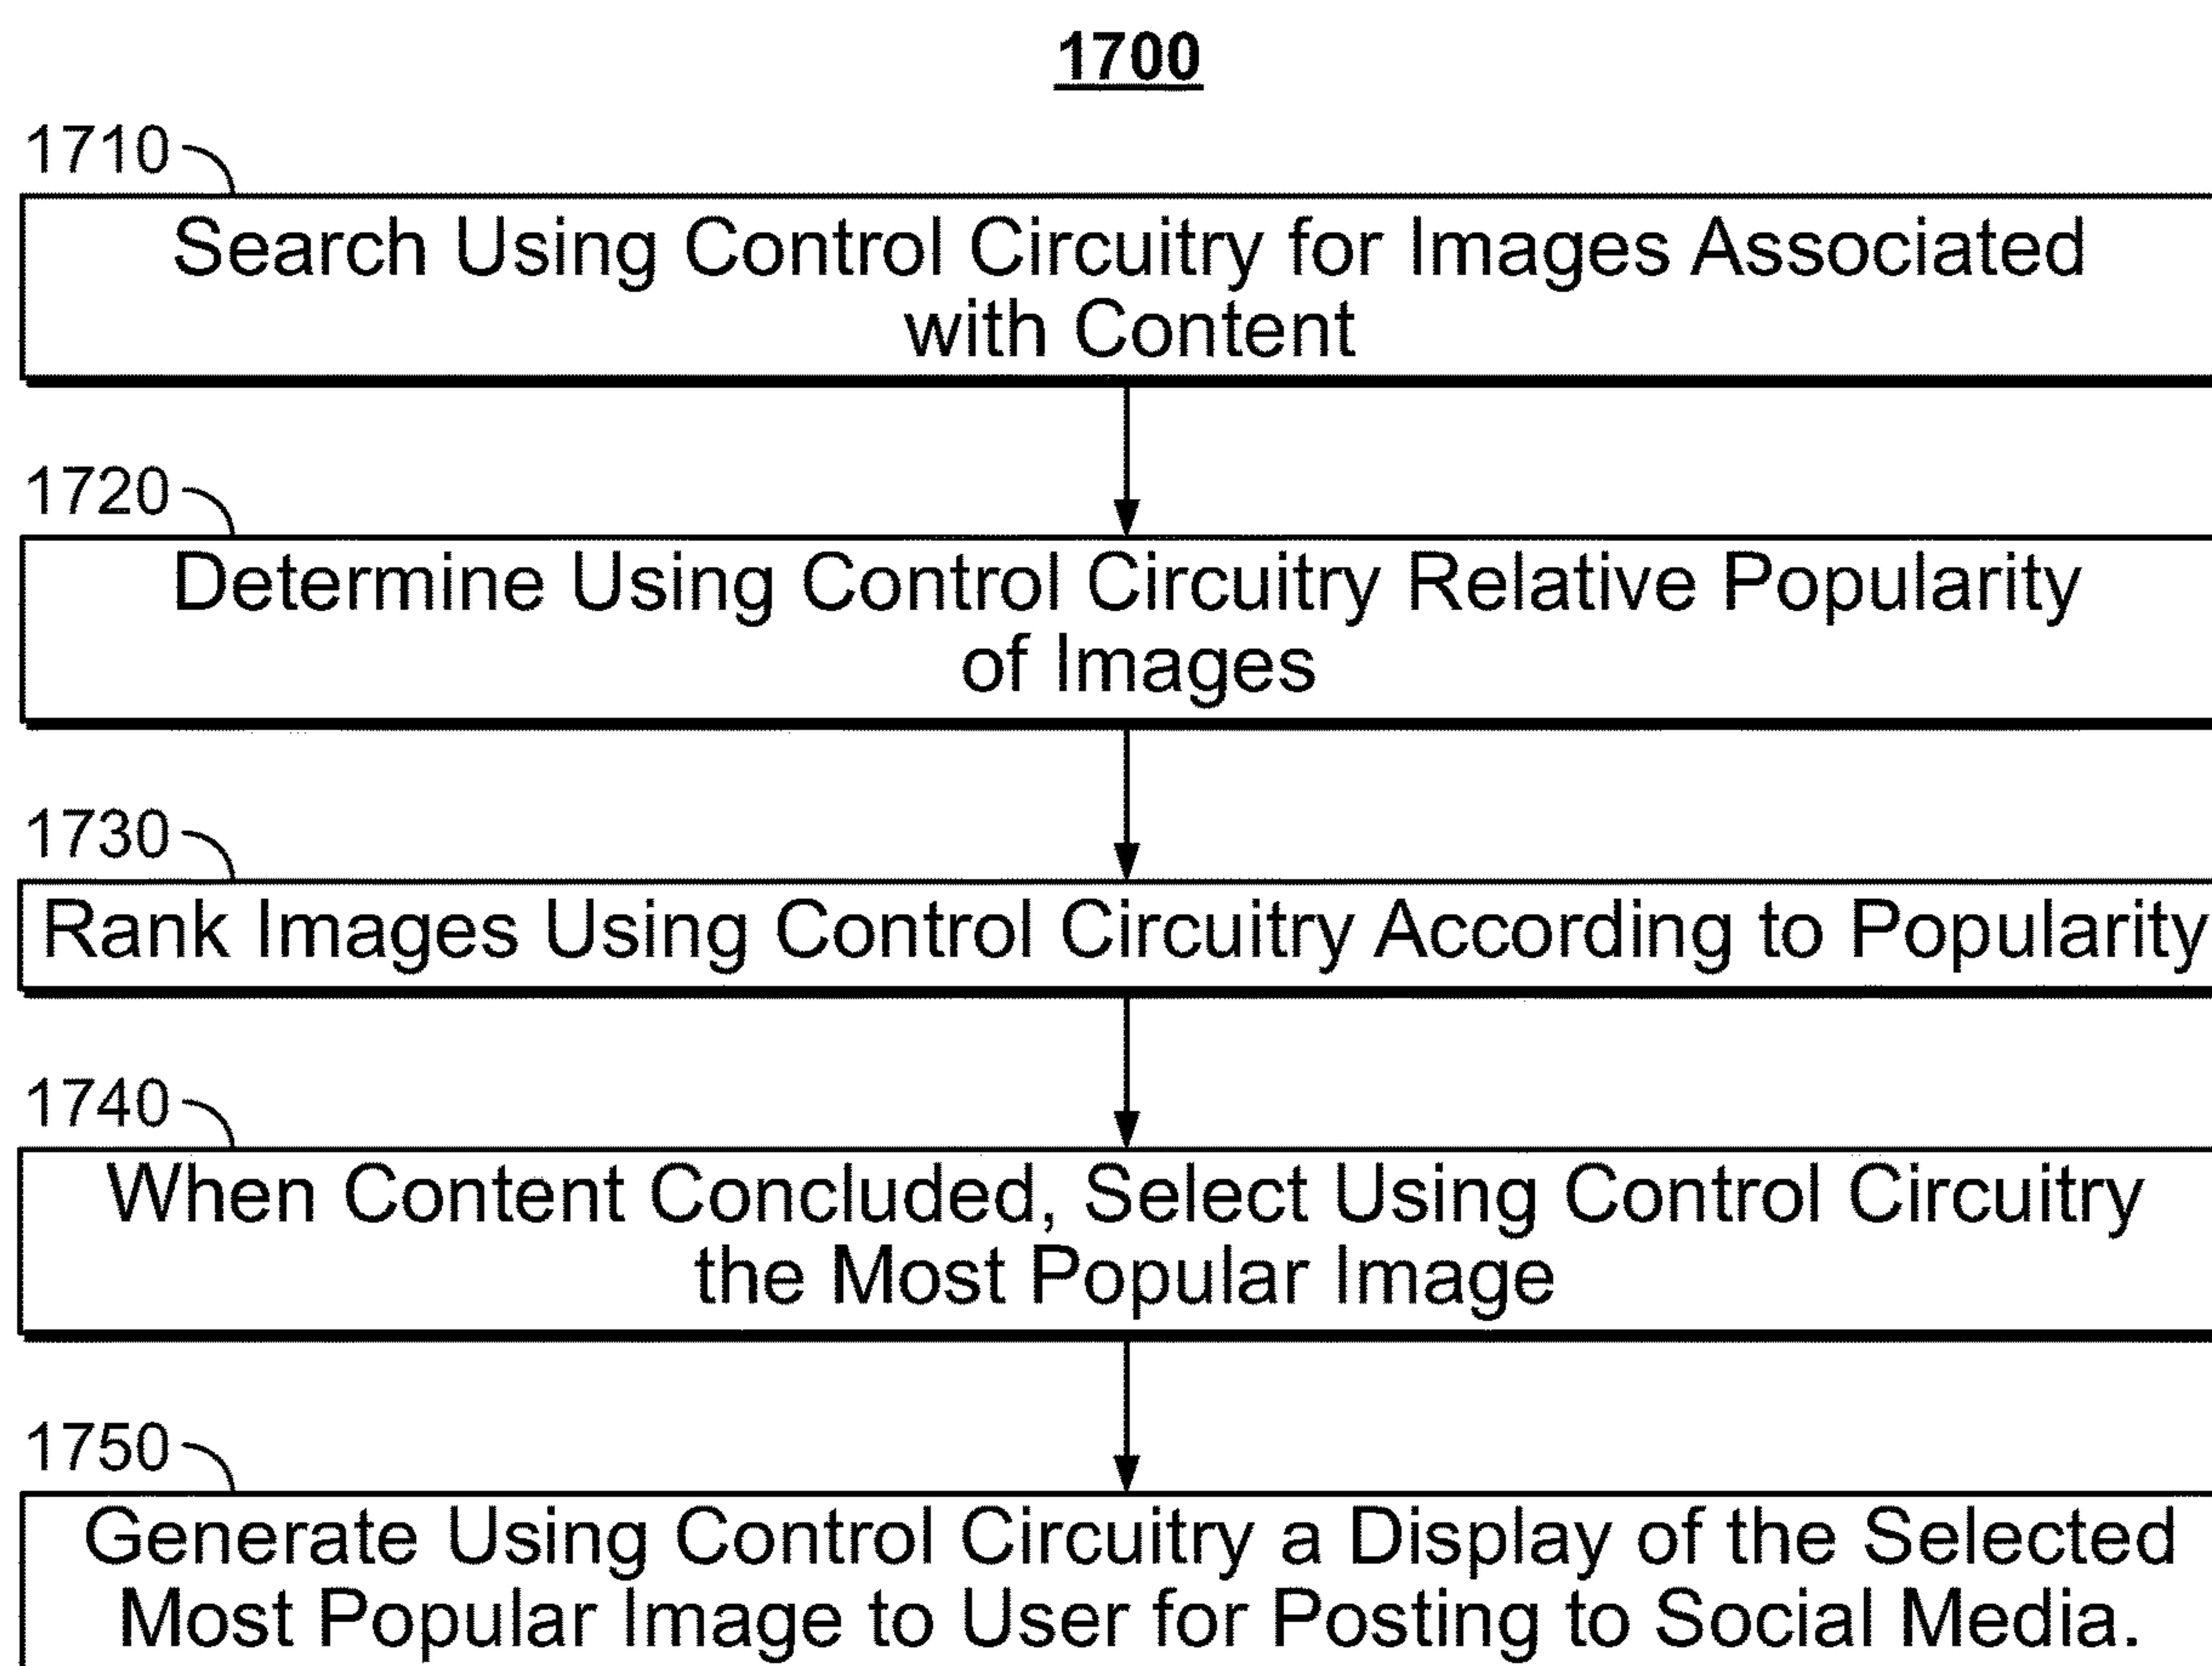 1700
1710
Search Using Control Circuitry for Images Associated
with Content
1720
Determine Using Control Circuitry Relative Popularity
of Images
1730
Rank Images Using Control Circuitry According to Popularity
1740
When Content Concluded, Select Using Control Circuitry
the Most Popular Image
1750
Generate Using Control Circuitry a Display of the Selected
Most Popular Image to User for Posting to Social Media.